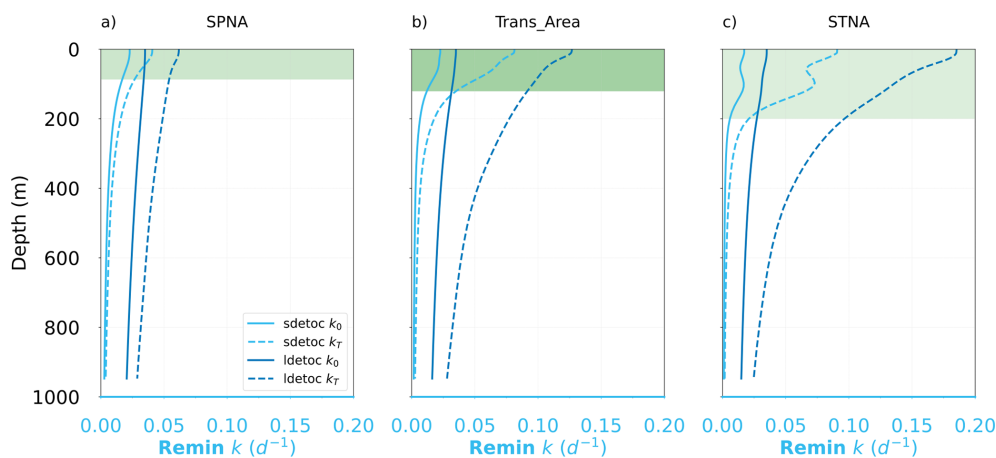 a) SPNA
b) Trans_Area
c) STNA
Depth (m)
0
200
400
600
800
1000
sdetoc k₀
sdetoc k_T
ldetoc k₀
ldetoc k_T
0.00 0.05 0.10 0.15 0.20
0.00 0.05 0.10 0.15 0.20
0.00 0.05 0.10 0.15 0.20
Remin k (d⁻¹)
Remin k (d⁻¹)
Remin k (d⁻¹)